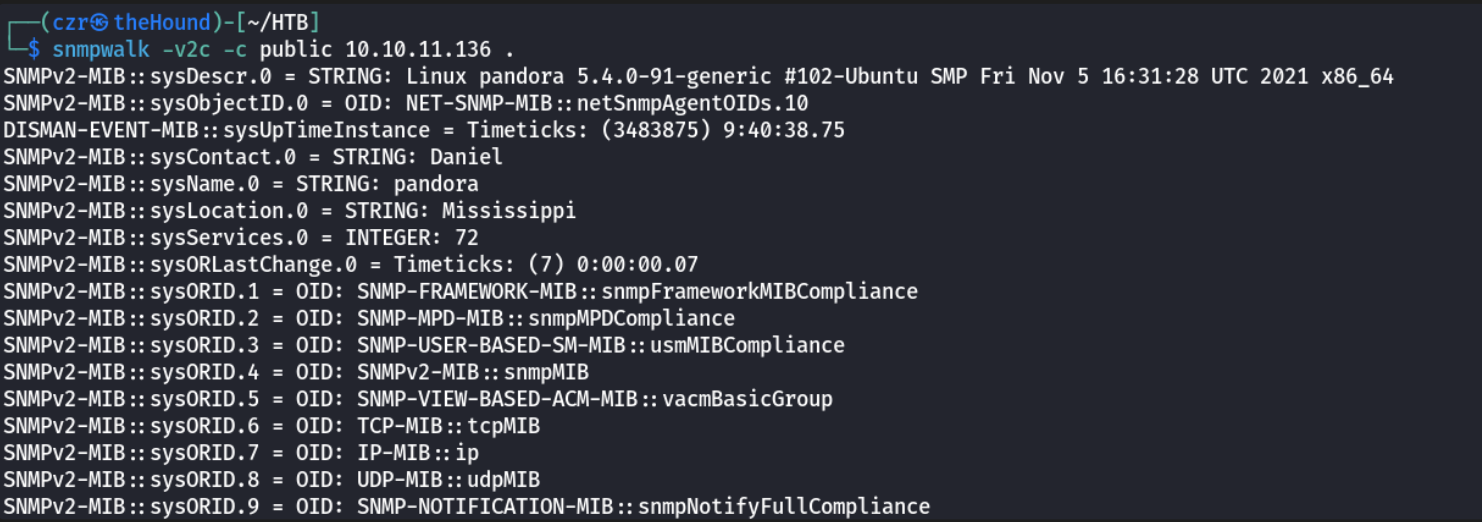 ┌──(czr㉿theHound)-[~/HTB]
└─$ snmpwalk -v2c -c public 10.10.11.136 .
SNMPv2-MIB::sysDescr.0 = STRING: Linux pandora 5.4.0-91-generic #102-Ubuntu SMP Fri Nov 5 16:31:28 UTC 2021 x86_64
SNMPv2-MIB::sysObjectID.0 = OID: NET-SNMP-MIB::netSnmpAgentOIDs.10
DISMAN-EVENT-MIB::sysUpTimeInstance = Timeticks: (3483875) 9:40:38.75
SNMPv2-MIB::sysContact.0 = STRING: Daniel
SNMPv2-MIB::sysName.0 = STRING: pandora
SNMPv2-MIB::sysLocation.0 = STRING: Mississippi
SNMPv2-MIB::sysServices.0 = INTEGER: 72
SNMPv2-MIB::sysORLastChange.0 = Timeticks: (7) 0:00:00.07
SNMPv2-MIB::sysORID.1 = OID: SNMP-FRAMEWORK-MIB::snmpFrameworkMIBCompliance
SNMPv2-MIB::sysORID.2 = OID: SNMP-MPD-MIB::snmpMPDCompliance
SNMPv2-MIB::sysORID.3 = OID: SNMP-USER-BASED-SM-MIB::usmMIBCompliance
SNMPv2-MIB::sysORID.4 = OID: SNMPv2-MIB::snmpMIB
SNMPv2-MIB::sysORID.5 = OID: SNMP-VIEW-BASED-ACM-MIB::vacmBasicGroup
SNMPv2-MIB::sysORID.6 = OID: TCP-MIB::tcpMIB
SNMPv2-MIB::sysORID.7 = OID: IP-MIB::ip
SNMPv2-MIB::sysORID.8 = OID: UDP-MIB::udpMIB
SNMPv2-MIB::sysORID.9 = OID: SNMP-NOTIFICATION-MIB::snmpNotifyFullCompliance